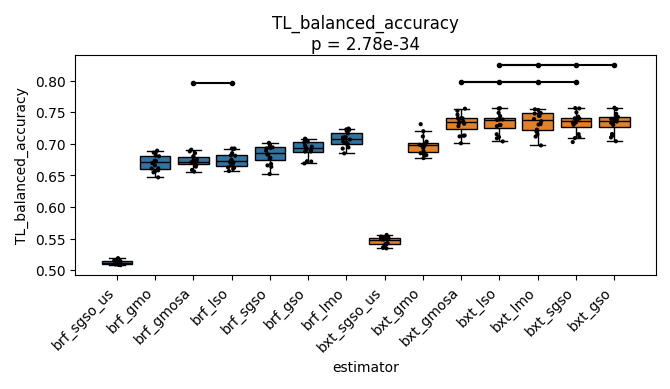 TL_balanced_accuracy
p = 2.78e-34
TL_balanced_accuracy
0.80
0.75
0.70
0.65
0.60
0.55
0.50
brf_sgso_us
brf_gmo
brf_gmosa
brf_lso
brf_sgso
brf_gso
brf_lmo
bxt_sgso_us
bxt_gmo
bxt_gmosa
bxt_lso
bxt_lmo
bxt_sgso
bxt_gso
estimator